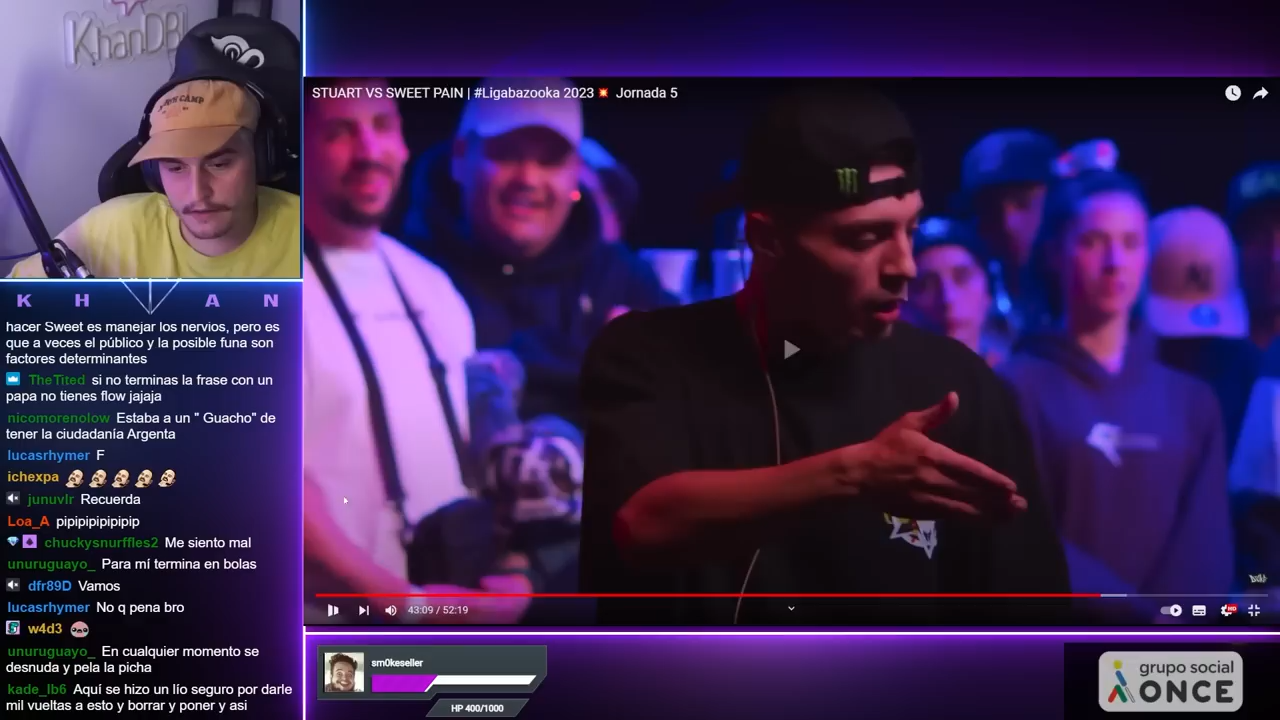 KhanDBL
CAMP
K H A N
hacer Sweet es manejar los nervios, pero es
que a veces el público y la posible funa son
factores determinantes
TheTited si no terminas la frase con un
papa no tienes flow jajaja
nicomorenolow Estaba a un " Guacho" de
tener la ciudadanía Argenta
lucasrhymer F
ichexpa
junuvlr Recuerda
Loa_A pipipipipipip
chuckysnurffles2 Me siento mal
unuruguayo_ Para mí termina en bolas
dfr89D Vamos
lucasrhymer No q pena bro
w4d3
unuruguayo_ En cualquier momento se
desnuda y pela la picha
kade_lb6 Aquí se hizo un lío seguro por darle
mil vueltas a esto y borrar y poner y asi
STUART VS SWEET PAIN | #Ligabazooka 2023💥 Jornada 5
43:09 / 52:19
HD
sm0keseller
HP 400/1000
grupo social
ONCE